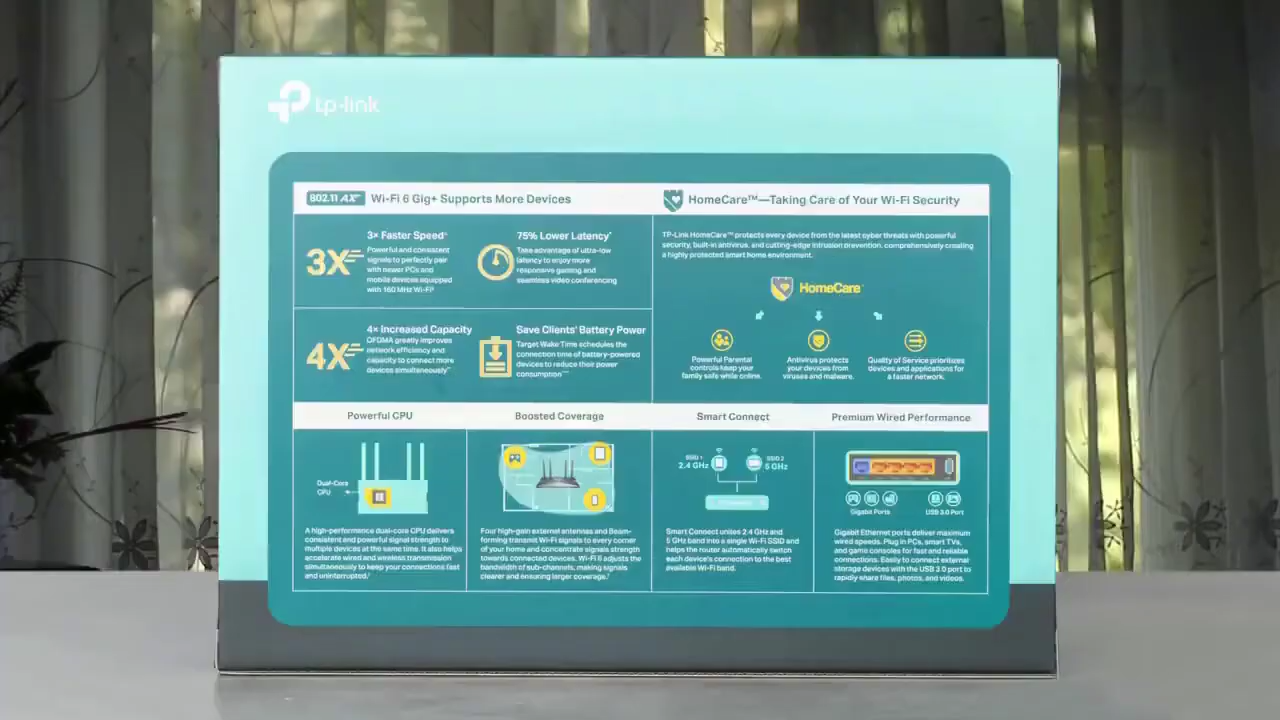 tp-link
802.11 AX Wi-Fi 6 Gig+ Supports More Devices
3X
3× Faster Speed^
Powerful and consistent
signals to perfectly pair
with newer PCs and
mobile devices equipped
with 160 MHz Wi-Fi*
75% Lower Latency*
Take advantage of ultra-low
latency to enjoy more
responsive gaming and
seamless video conferencing
4X
4× Increased Capacity
OFDMA greatly improves
network efficiency and
capacity to connect more
devices simultaneously**
Save Clients' Battery Power
Target Wake Time schedules the
connection time of battery-powered
devices to reduce their power
consumption***
HomeCare™—Taking Care of Your Wi-Fi Security
TP-Link HomeCare™ protects every device from the latest cyber threats with powerful
security, built-in antivirus, and cutting-edge intrusion prevention, comprehensively creating
a highly protected smart home environment.
HomeCare™
Powerful Parental
controls keep your
family safe while online.
Antivirus protects
your devices from
viruses and malware.
Quality of Service prioritizes
devices and applications for
a faster network.
Powerful CPU
Dual-Core
CPU
A high-performance dual-core CPU delivers
consistent and powerful signal strength to
multiple devices at the same time. It also helps
accelerate wired and wireless transmission
simultaneously to keep your connections fast
and uninterrupted.
Boosted Coverage
Four high-gain external antennas and Beam-
forming transmit Wi-Fi signals to every corner
of your home and concentrate signals strength
towards connected devices. Wi-Fi 6 adjusts the
bandwidth of sub-channels, making signals
clearer and ensuring larger coverage.
Smart Connect
SSID 1
2.4 GHz
SSID 2
5 GHz
Smart Connect unites 2.4 GHz and
5 GHz band into a single Wi-Fi SSID and
helps the router automatically switch
each device's connection to the best
available Wi-Fi band.
Premium Wired Performance
Gigabit Ports
USB 3.0 Port
Gigabit Ethernet ports deliver maximum
wired speeds. Plug in PCs, smart TVs,
and game consoles for fast and reliable
connections. Easily to connect external
storage devices with the USB 3.0 port to
rapidly share files, photos, and videos.